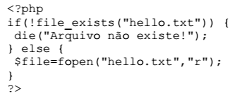 <?php
if(!file_exists("hello.txt")) {
 die("Arquivo não existe!");
} else {
 $file=fopen("hello.txt","r");
}
?>